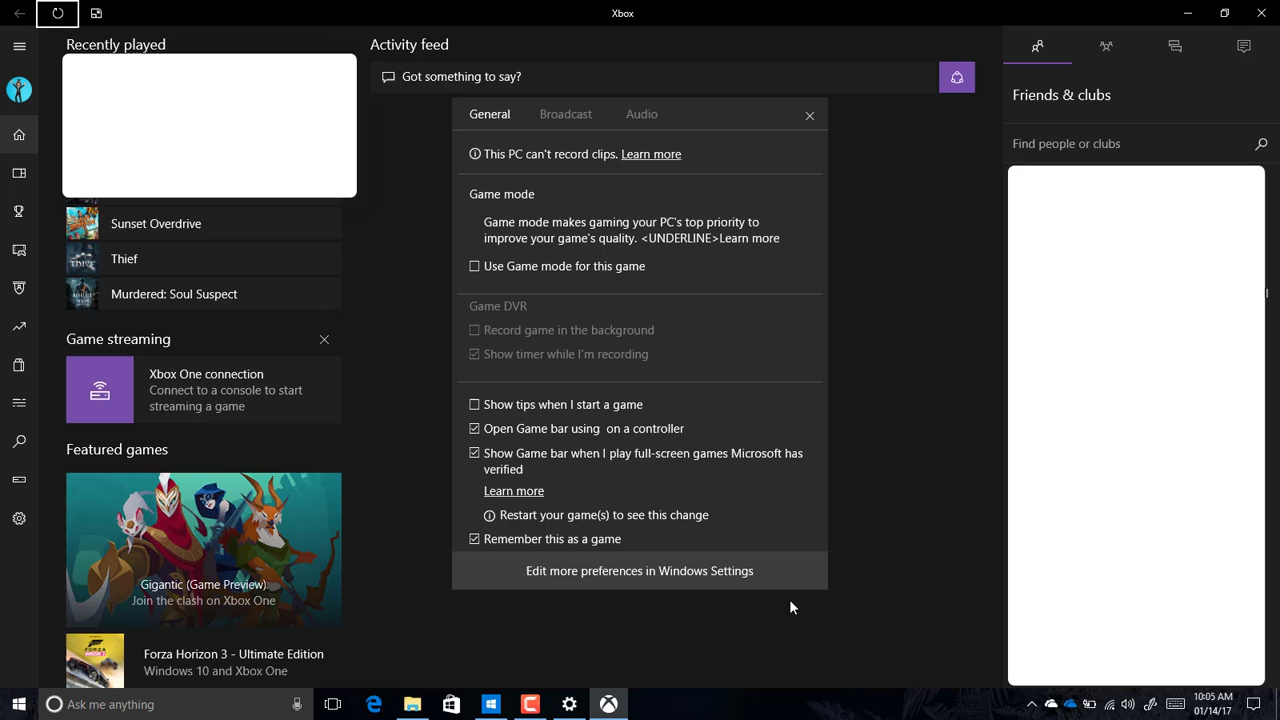 Xbox
Recently played
Sunset Overdrive
Thief
Murdered: Soul Suspect
Game streaming
Xbox One connection
Connect to a console to start
streaming a game
Featured games
Gigantic (Game Preview)
Join the clash on Xbox One
Forza Horizon 3 - Ultimate Edition
Windows 10 and Xbox One
Activity feed
Got something to say?
General Broadcast Audio
This PC can't record clips. Learn more
Game mode
Game mode makes gaming your PC's top priority to
improve your game's quality. <UNDERLINE>Learn more
Use Game mode for this game
Game DVR
Record game in the background
Show timer while I'm recording
Show tips when I start a game
Open Game bar using  on a controller
Show Game bar when I play full-screen games Microsoft has
verified
Learn more
Restart your game(s) to see this change
Remember this as a game
Edit more preferences in Windows Settings
Friends & clubs
Find people or clubs
Ask me anything
10:05 AM
01/14/17